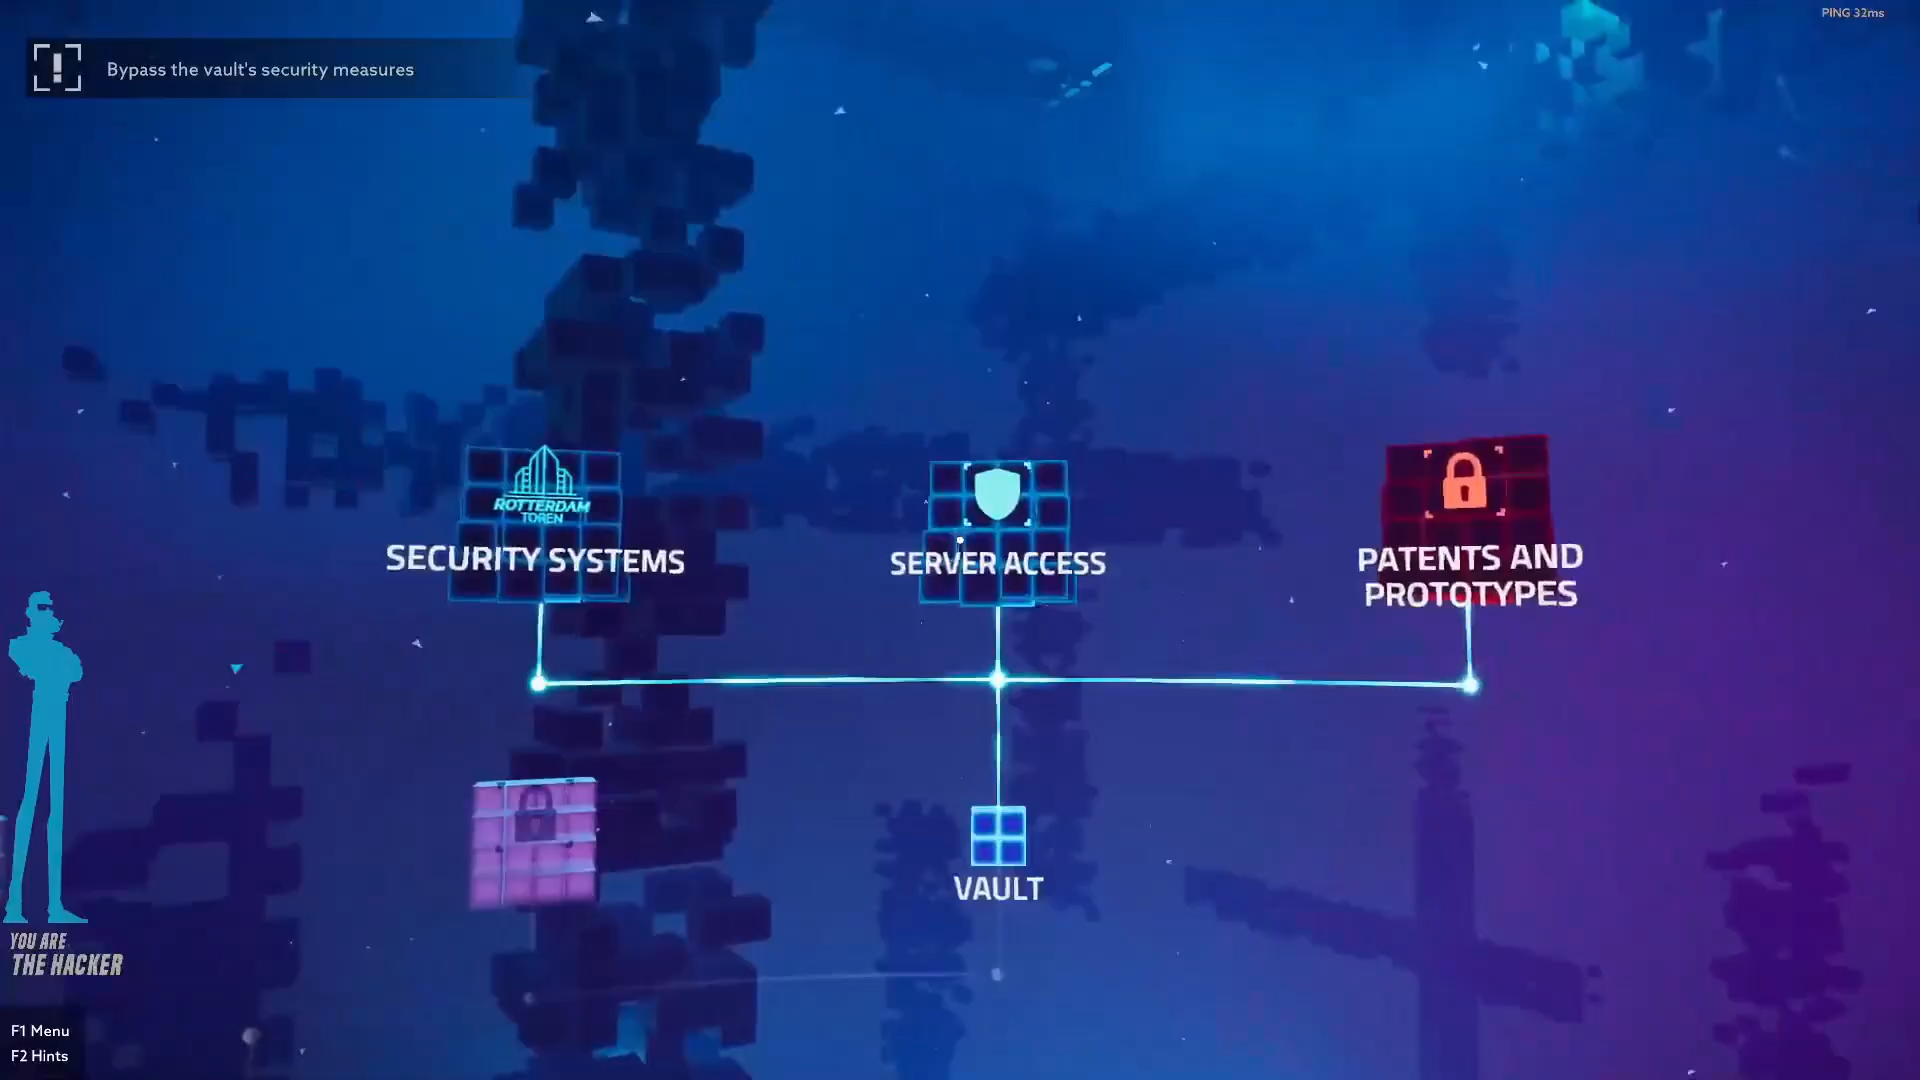 PING 32ms
Bypass the vault's security measures
ROTTERDAM
TOREN
SECURITY SYSTEMS
SERVER ACCESS
PATENTS AND
PROTOTYPES
VAULT
YOU ARE
THE HACKER
F1 Menu
F2 Hints